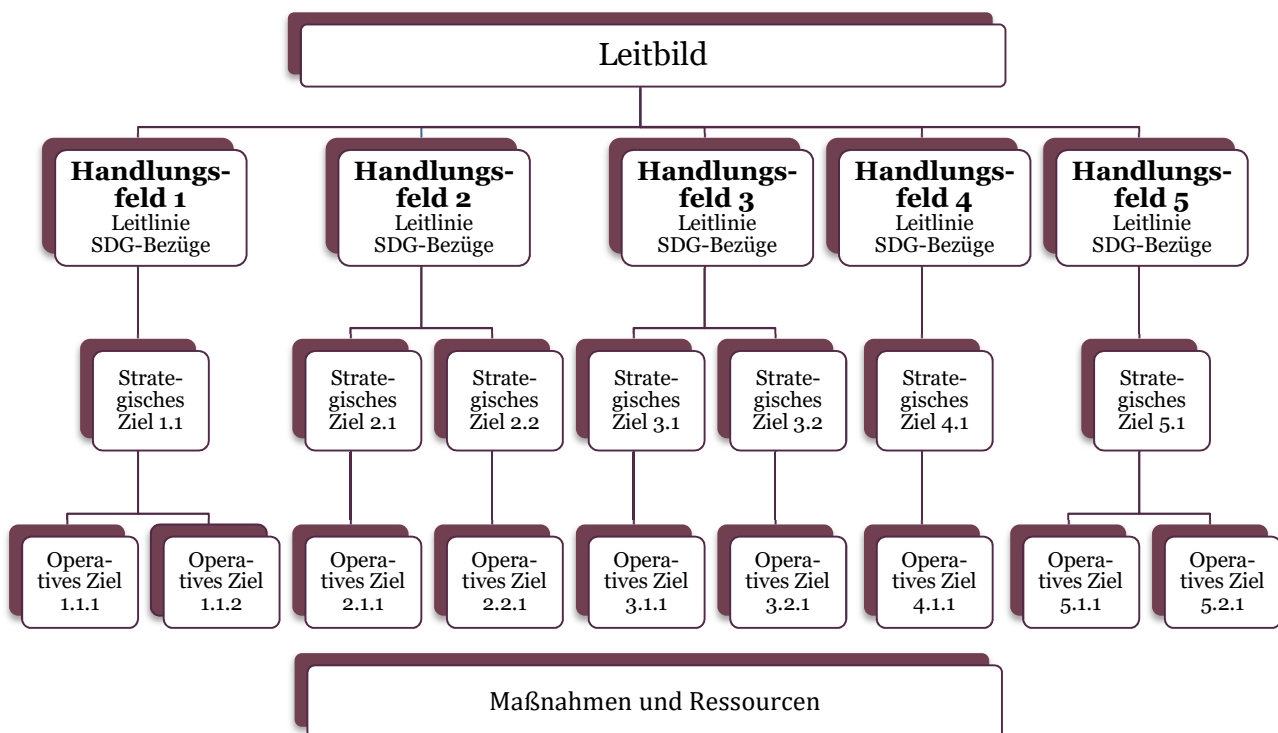 Leitbild
Handlungs-
feld 1
Leitlinie
SDG-Bezüge
Handlungs-
feld 2
Leitlinie
SDG-Bezüge
Handlungs-
feld 3
Leitlinie
SDG-Bezüge
Handlungs-
feld 4
Leitlinie
SDG-Bezüge
Handlungs-
feld 5
Leitlinie
SDG-Bezüge
Strate-
gisches
Ziel 1.1
Strate-
gisches
Ziel 2.1
Strate-
gisches
Ziel 2.2
Strate-
gisches
Ziel 3.1
Strate-
gisches
Ziel 3.2
Strate-
gisches
Ziel 4.1
Strate-
gisches
Ziel 5.1
Opera-
tives Ziel
1.1.1
Opera-
tives Ziel
1.1.2
Opera-
tives Ziel
2.1.1
Opera-
tives Ziel
2.2.1
Opera-
tives Ziel
3.1.1
Opera-
tives Ziel
3.2.1
Opera-
tives Ziel
4.1.1
Opera-
tives Ziel
5.1.1
Opera-
tives Ziel
5.2.1
Maßnahmen und Ressourcen